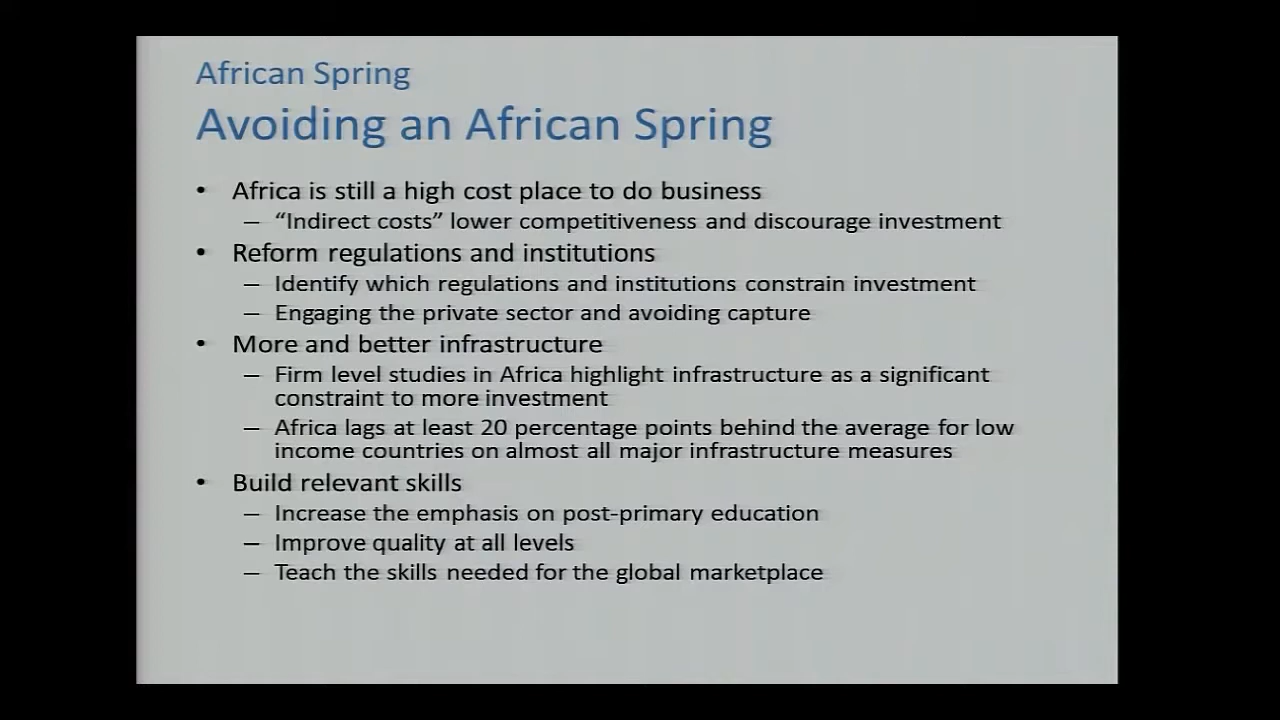 African Spring
Avoiding an African Spring
• Africa is still a high cost place to do business
– “Indirect costs” lower competitiveness and discourage investment
• Reform regulations and institutions
– Identify which regulations and institutions constrain investment
– Engaging the private sector and avoiding capture
• More and better infrastructure
– Firm level studies in Africa highlight infrastructure as a significant
constraint to more investment
– Africa lags at least 20 percentage points behind the average for low
income countries on almost all major infrastructure measures
• Build relevant skills
– Increase the emphasis on post-primary education
– Improve quality at all levels
– Teach the skills needed for the global marketplace